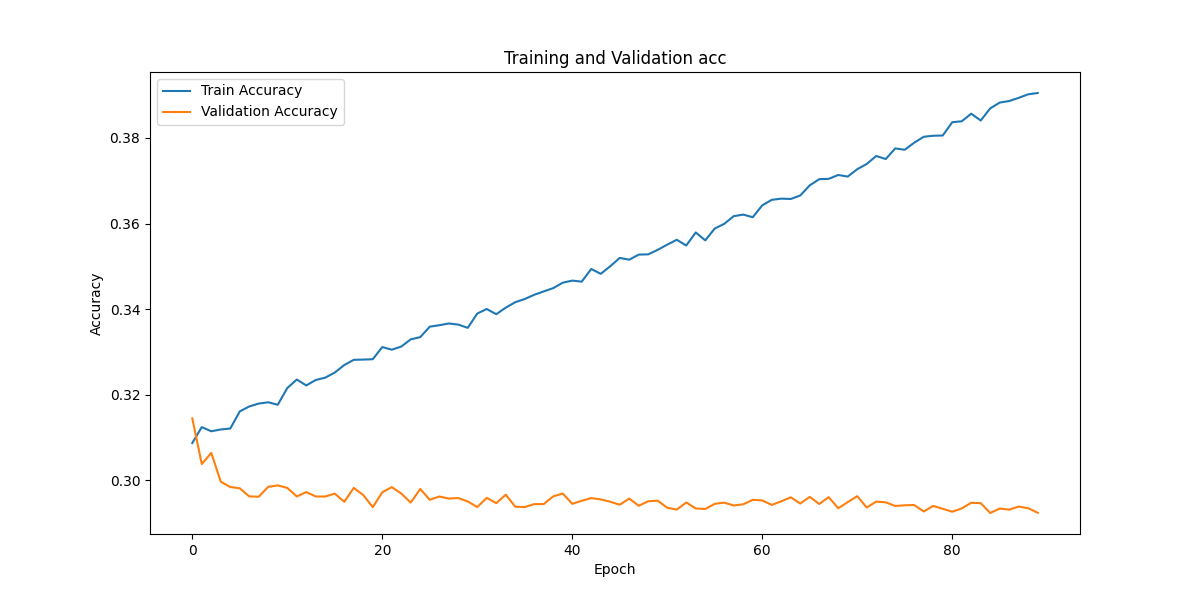 Training and Validation acc
Train Accuracy
Validation Accuracy
0.38
0.36
0.34
0.32
0.30
Accuracy
0 20 40 60 80
Epoch